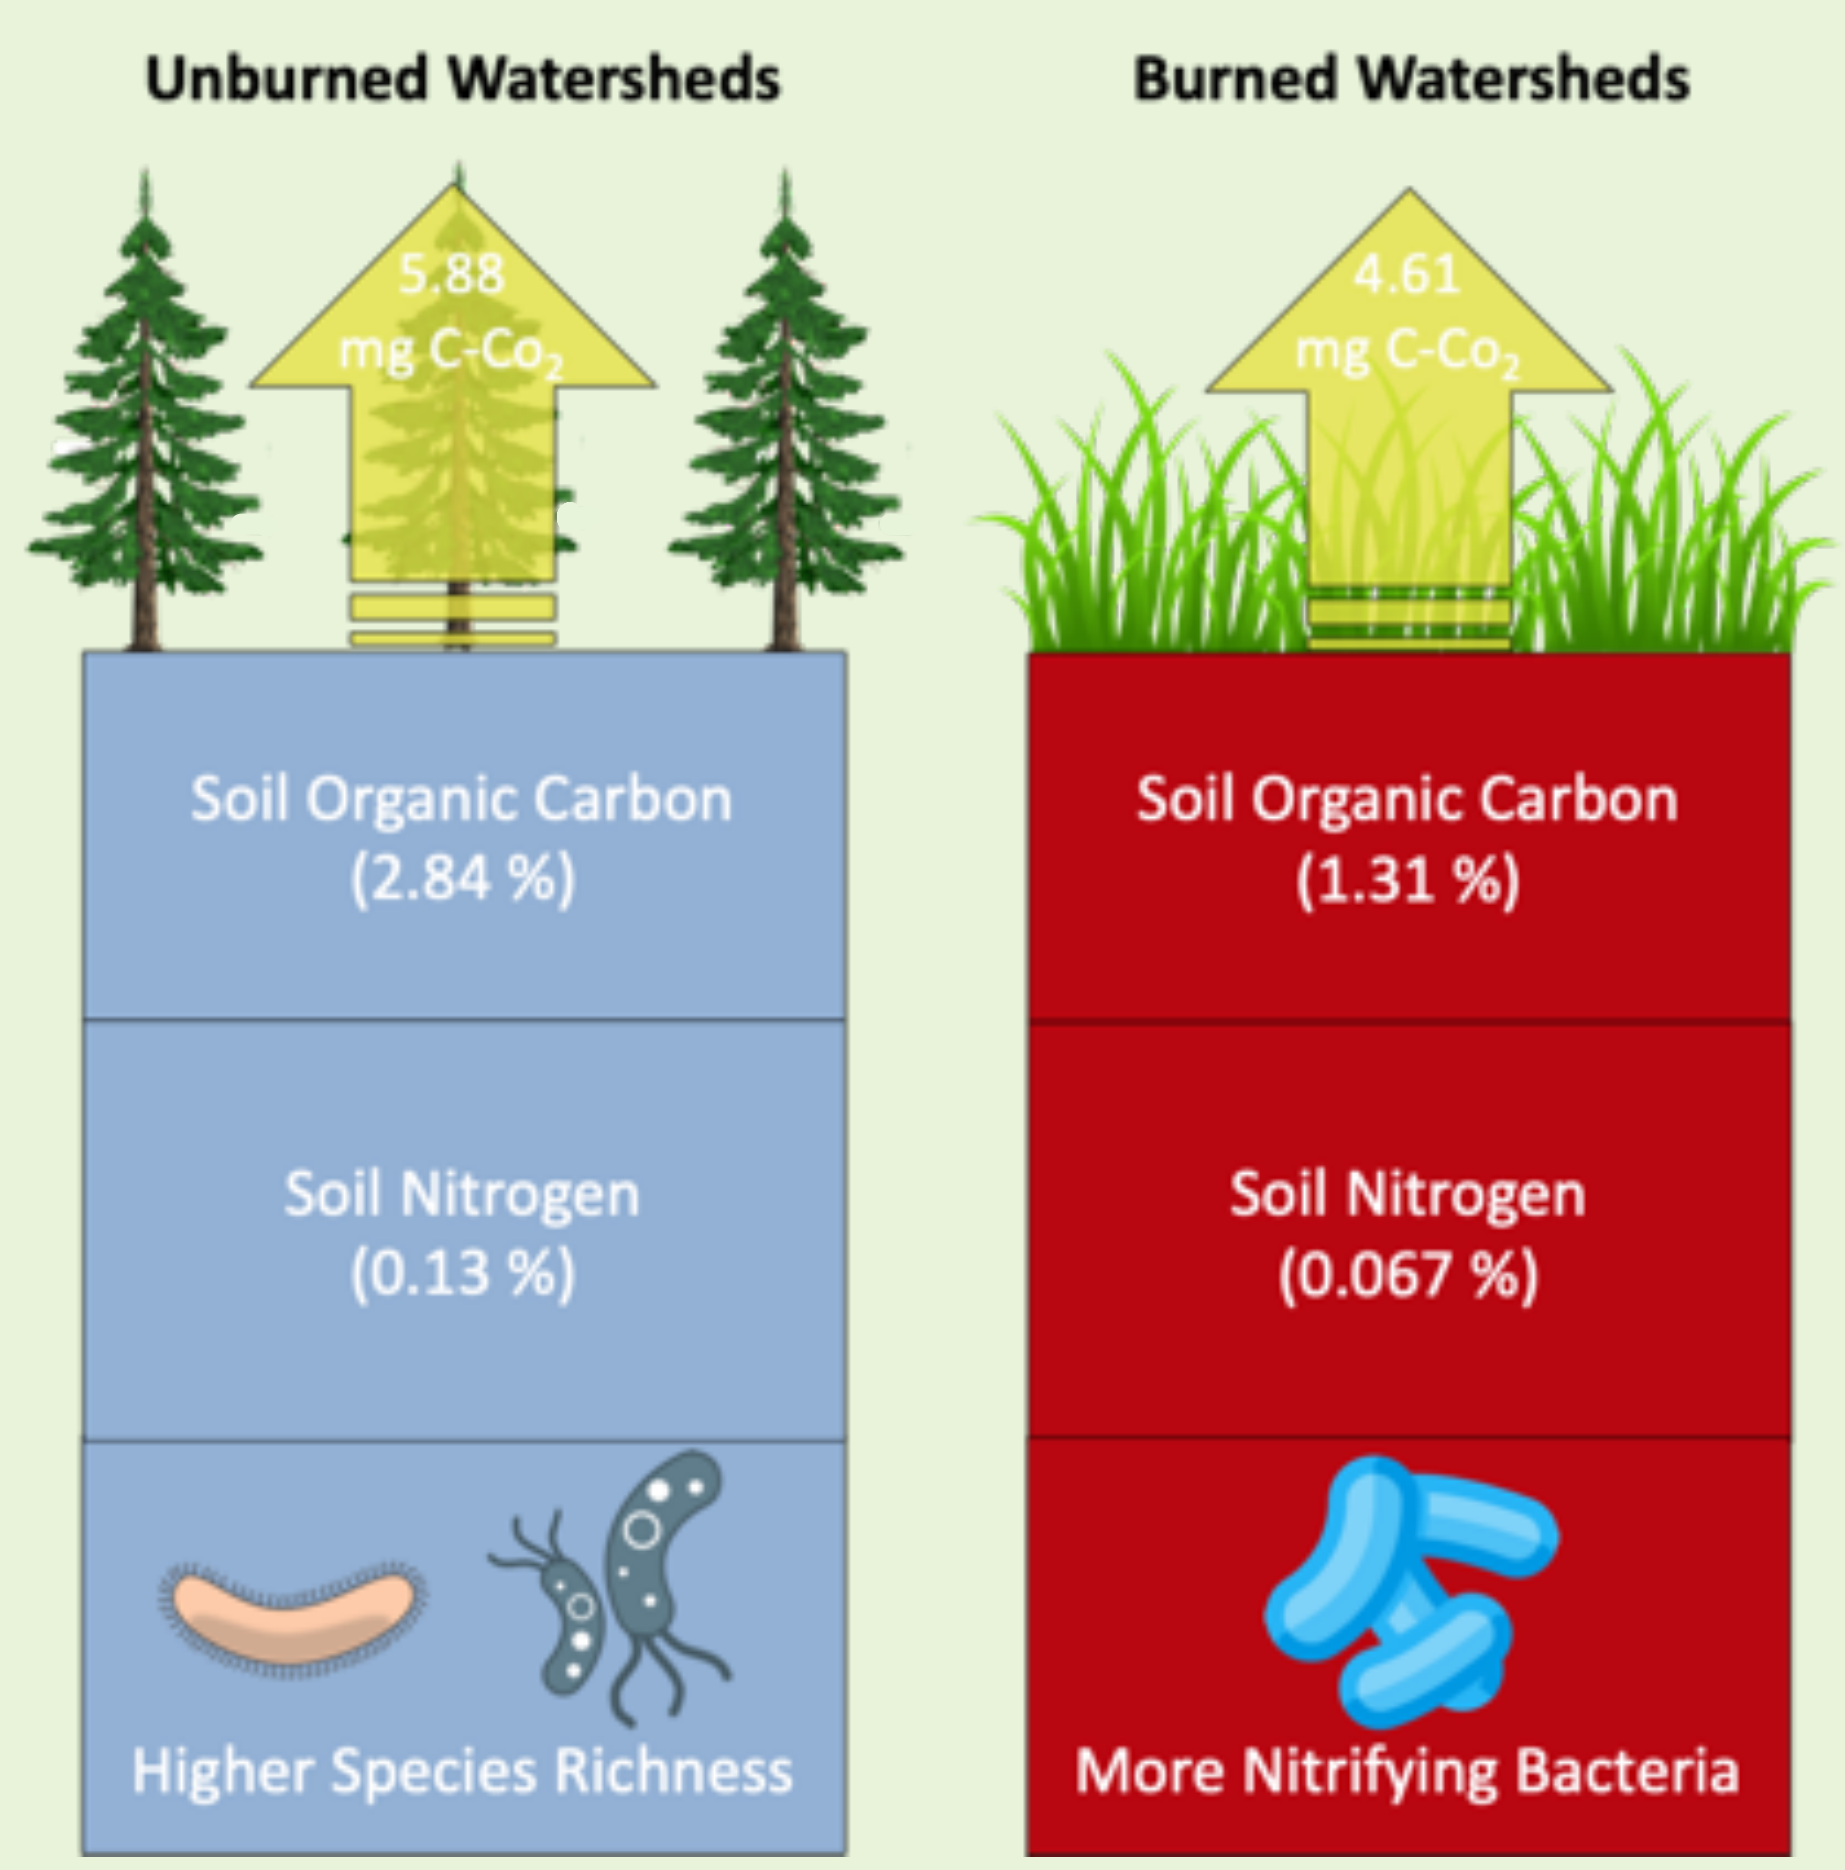 Unburned Watersheds
5.88
mg C-Co₂
Soil Organic Carbon
(2.84 %)
Soil Nitrogen
(0.13 %)
Higher Species Richness
Burned Watersheds
4.61
mg C-Co₂
Soil Organic Carbon
(1.31 %)
Soil Nitrogen
(0.067 %)
More Nitrifying Bacteria